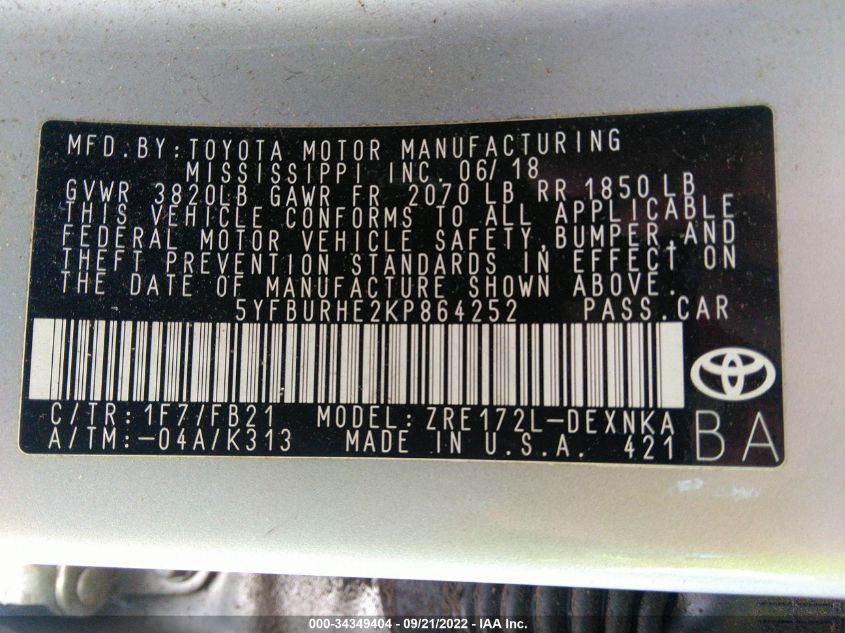 MFD.BY:TOYOTA MOTOR MANUFACTURING
MISSISSIPPI INC. 06/18
GVWR 3820LB GAWR FR 2070 LB RR 1850LB
THIS VEHICLE CONFORMS TO ALL APPLICABLE
FEDERAL MOTOR VEHICLE SAFETY,BUMPER,AND
THEFT PREVENTION STANDARDS IN EFFECT ON
THE DATE OF MANUFACTURE SHOWN ABOVE.
5YFBURHE2KP864252 PASS.CAR
C/TR:1F7/FB21 MODEL:ZRE172L-DEXNKA
A/TM:-04A/K313 MADE IN U.S.A. 421
BA
000-34349404 - 09/21/2022 - IAA Inc.